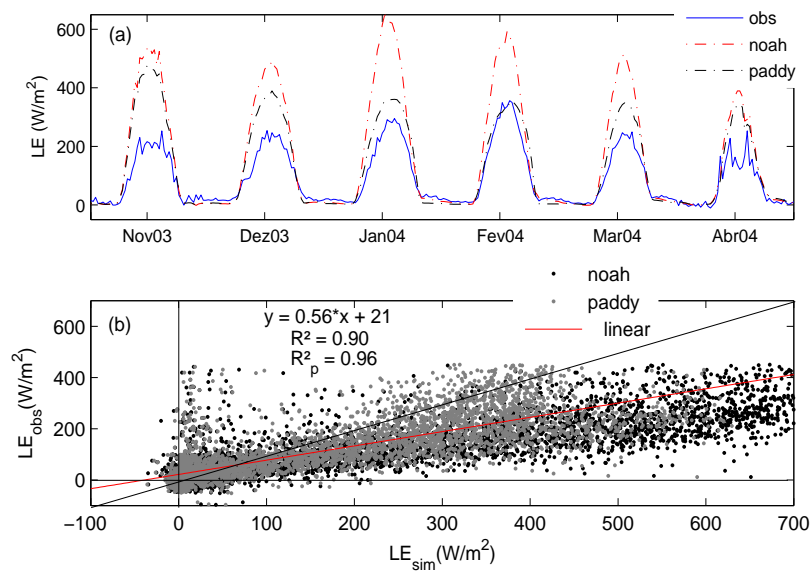 (a)
obs
noah
paddy
LE (W/m²)
600
400
200
0
Nov03 Dez03 Jan04 Fev04 Mar04 Abr04
noah
paddy
linear
(b)
y = 0.56*x + 21
R² = 0.90
R²p = 0.96
LEobs(W/m²)
600
400
200
0
−100 0 100 200 300 400 500 600 700
LEsim(W/m²)